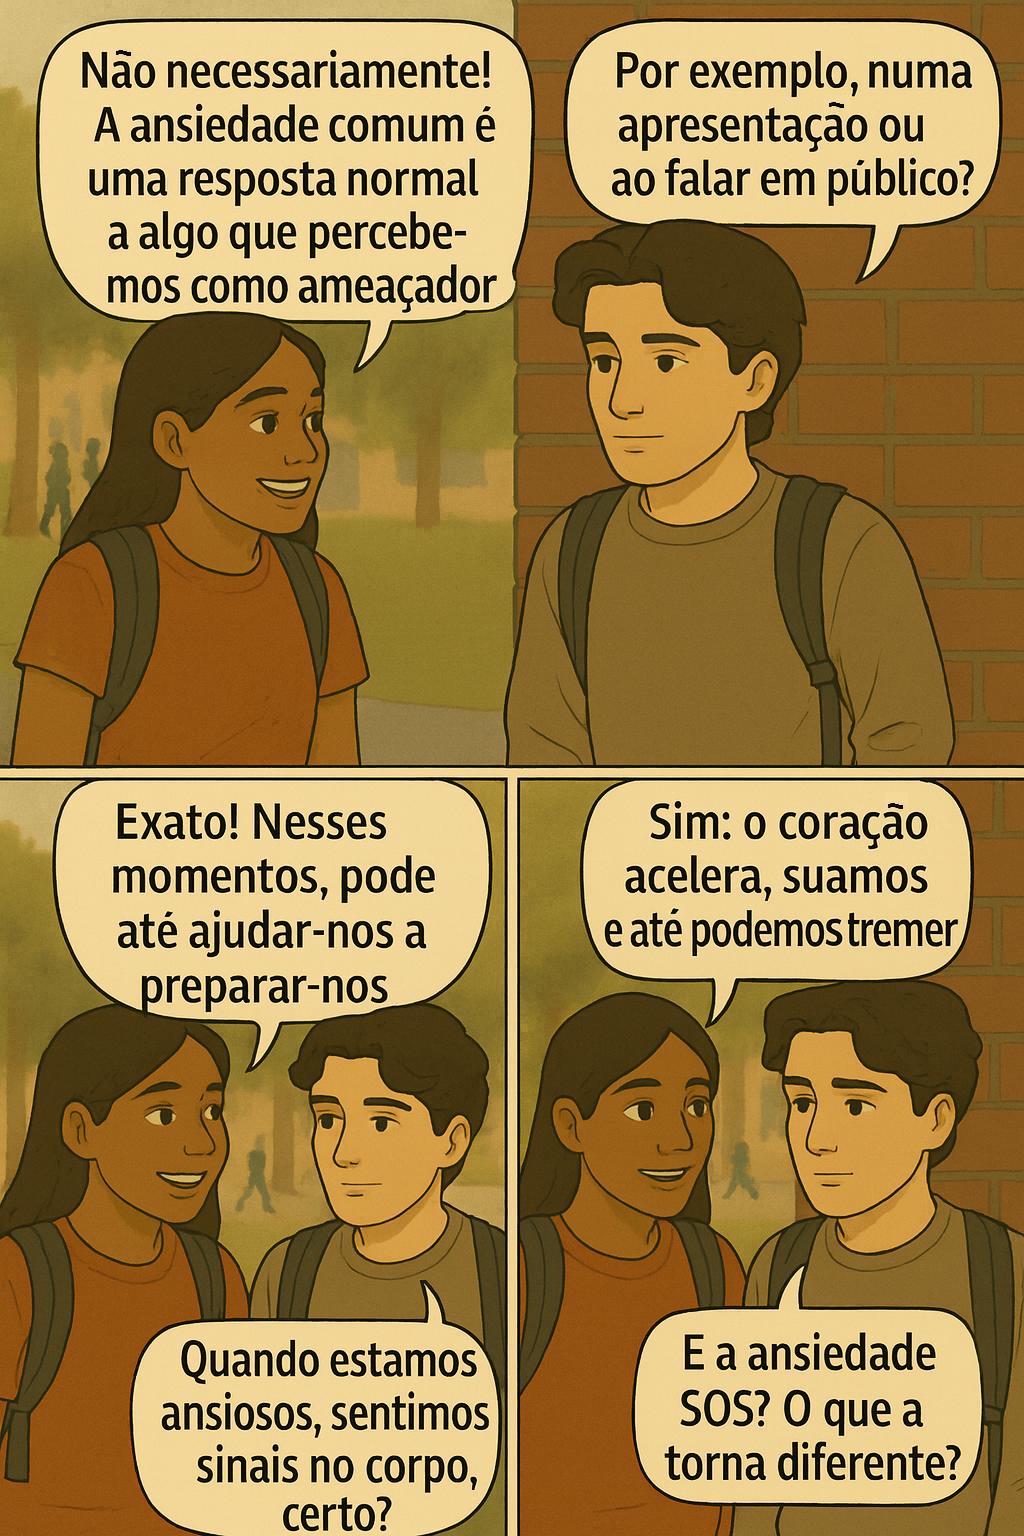 Não necessariamente!
A ansiedade comum é
uma resposta normal
a algo que percebe-
mos como ameaçador
Por exemplo, numa
apresentação ou
ao falar em público?
Exato! Nesses
momentos, pode
até ajudar-nos a
preparar-nos
Quando estamos
ansiosos, sentimos
sinais no corpo,
certo?
Sim: o coração
acelera, suamos
e até podemos tremer
E a ansiedade
SOS? O que a
torna diferente?